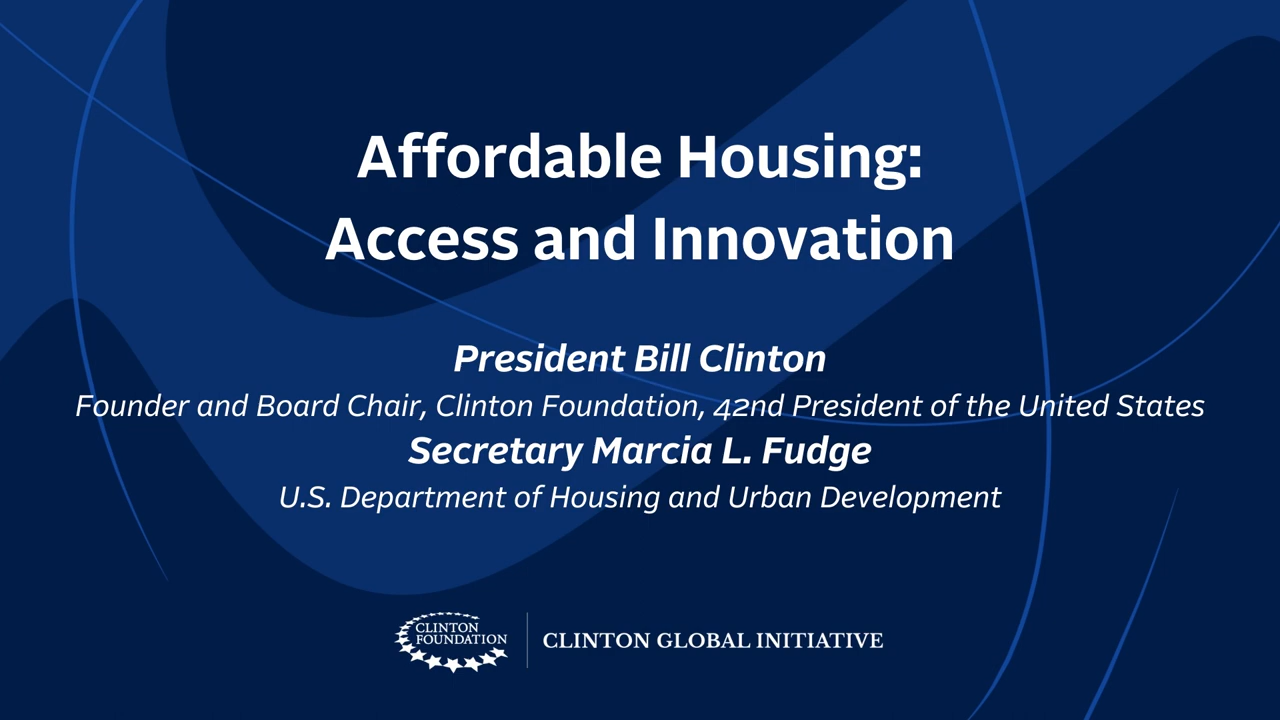 Affordable Housing:
Access and Innovation
President Bill Clinton
Founder and Board Chair, Clinton Foundation, 42nd President of the United States
Secretary Marcia L. Fudge
U.S. Department of Housing and Urban Development
CLINTON
FOUNDATION
CLINTON GLOBAL INITIATIVE